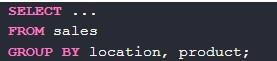 SELECT ...
FROM sales
GROUP BY location, product;